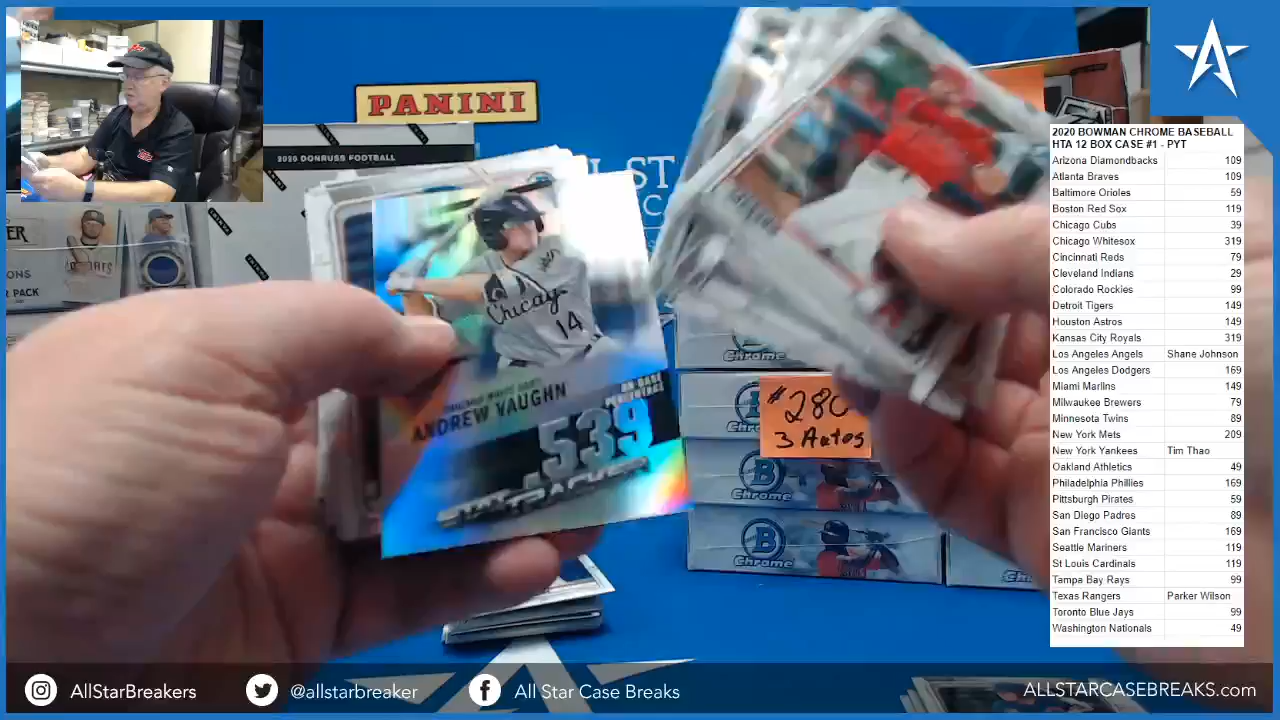 PANINI
2020 DONRUSS FOOTBALL
Chicago
14
ANDREW VAUGHN
ON-BASE
PERCENTAGE
.539
STAT TRACKER
Chrome
B
Chrome
B
Chrome
#280
3 Autos
2020 BOWMAN CHROME BASEBALL
HTA 12 BOX CASE #1 - PYT
Arizona Diamondbacks 109
Atlanta Braves 109
Baltimore Orioles 59
Boston Red Sox 119
Chicago Cubs 39
Chicago Whitesox 319
Cincinnati Reds 79
Cleveland Indians 29
Colorado Rockies 99
Detroit Tigers 149
Houston Astros 149
Kansas City Royals 319
Los Angeles Angels Shane Johnson
Los Angeles Dodgers 169
Miami Marlins 149
Milwaukee Brewers 79
Minnesota Twins 89
New York Mets 209
New York Yankees Tim Thao
Oakland Athletics 49
Philadelphia Phillies 169
Pittsburgh Pirates 59
San Diego Padres 89
San Francisco Giants 169
Seattle Mariners 119
St Louis Cardinals 119
Tampa Bay Rays 99
Texas Rangers Parker Wilson
Toronto Blue Jays 99
Washington Nationals 49
AllStarBreakers
@allstarbreaker
All Star Case Breaks
ALLSTARCASEBREAKS.com